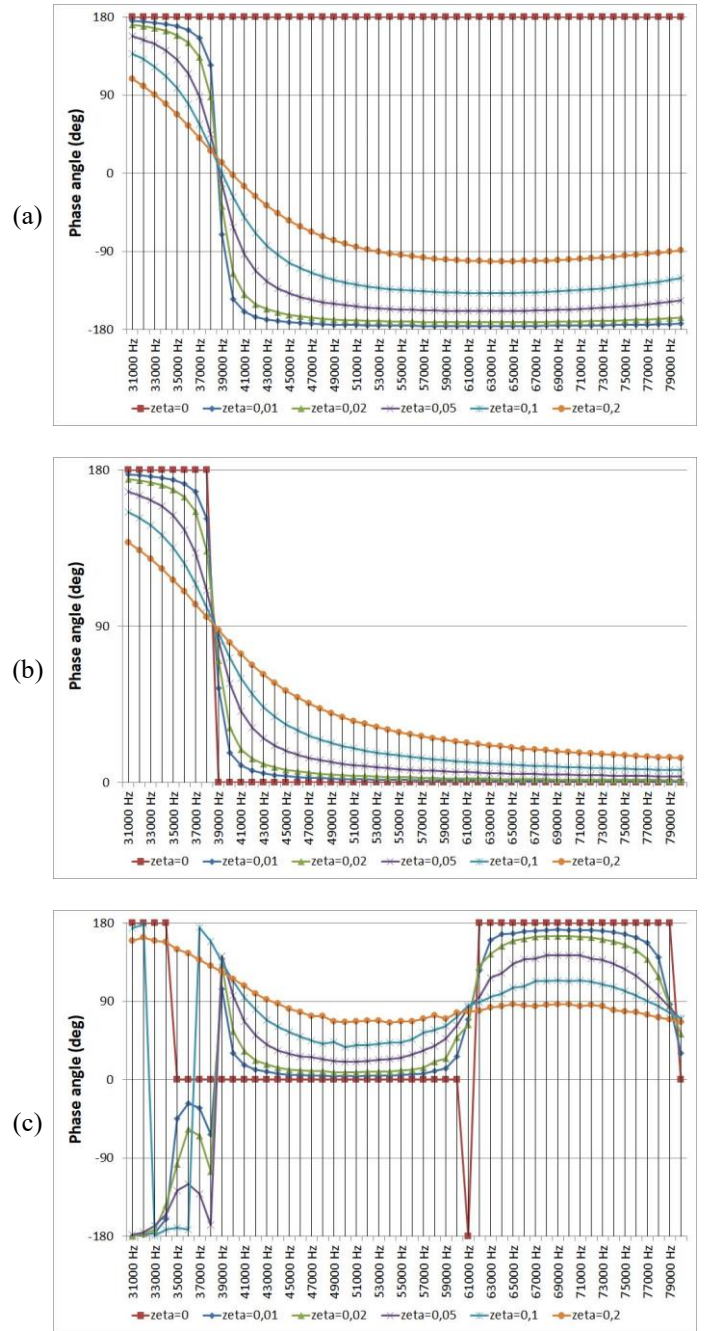 (a)
Phase angle (deg)
180
90
0
-90
-180
31000 Hz
33000 Hz
35000 Hz
37000 Hz
39000 Hz
41000 Hz
43000 Hz
45000 Hz
47000 Hz
49000 Hz
51000 Hz
53000 Hz
55000 Hz
57000 Hz
59000 Hz
61000 Hz
63000 Hz
65000 Hz
67000 Hz
69000 Hz
71000 Hz
73000 Hz
75000 Hz
77000 Hz
79000 Hz
zeta=0 zeta=0,01 zeta=0,02 zeta=0,05 zeta=0,1 zeta=0,2
(b)
Phase angle (deg)
180
90
0
31000 Hz
33000 Hz
35000 Hz
37000 Hz
39000 Hz
41000 Hz
43000 Hz
45000 Hz
47000 Hz
49000 Hz
51000 Hz
53000 Hz
55000 Hz
57000 Hz
59000 Hz
61000 Hz
63000 Hz
65000 Hz
67000 Hz
69000 Hz
71000 Hz
73000 Hz
75000 Hz
77000 Hz
79000 Hz
zeta=0 zeta=0,01 zeta=0,02 zeta=0,05 zeta=0,1 zeta=0,2
(c)
Phase angle (deg)
180
90
0
-90
-180
31000 Hz
33000 Hz
35000 Hz
37000 Hz
39000 Hz
41000 Hz
43000 Hz
45000 Hz
47000 Hz
49000 Hz
51000 Hz
53000 Hz
55000 Hz
57000 Hz
59000 Hz
61000 Hz
63000 Hz
65000 Hz
67000 Hz
69000 Hz
71000 Hz
73000 Hz
75000 Hz
77000 Hz
79000 Hz
zeta=0 zeta=0,01 zeta=0,02 zeta=0,05 zeta=0,1 zeta=0,2